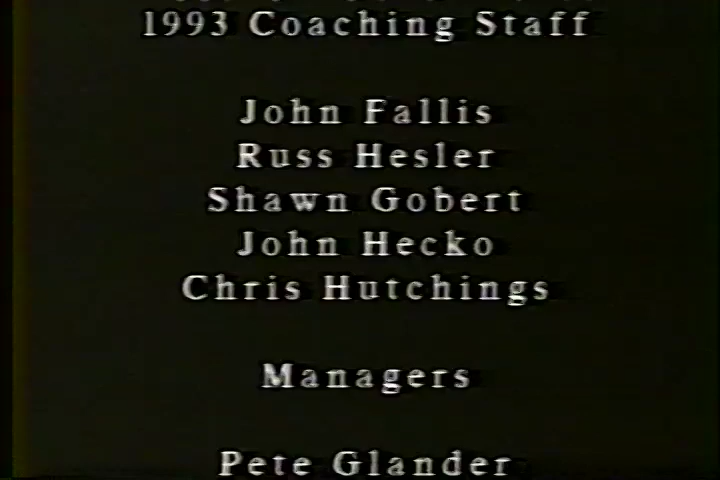 1993 Coaching Staff
John Fallis
Russ Hesler
Shawn Gobert
John Hecko
Chris Hutchings
Managers
Pete Glander